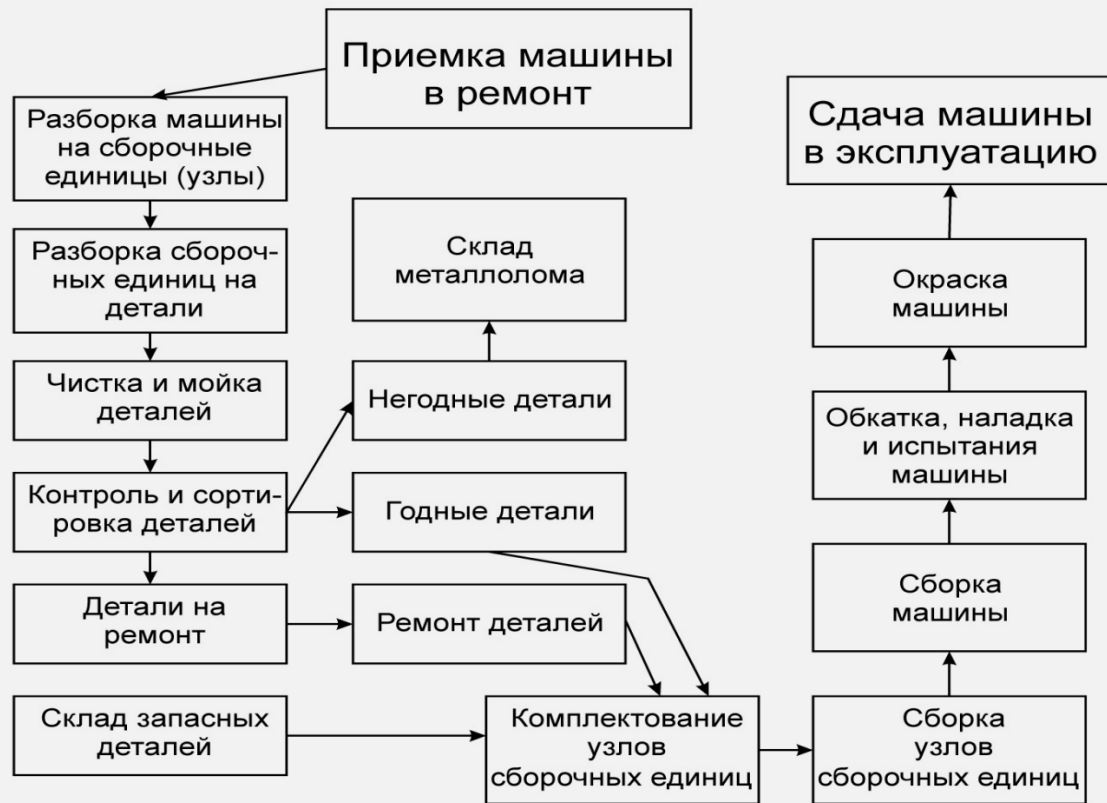 Приемка машины
в ремонт
Разборка машины
на сборочные
единицы (узлы)
Разборка сбороч-
ных единиц на
детали
Чистка и мойка
деталей
Контроль и сорти-
ровка деталей
Детали на
ремонт
Склад запасных
деталей
Склад
металлолома
Негодные детали
Годные детали
Ремонт деталей
Комплектование
узлов
сборочных единиц
Сдача машины
в эксплуатацию
Окраска
машины
Обкатка, наладка
и испытания
машины
Сборка
машины
Сборка
узлов
сборочных единиц